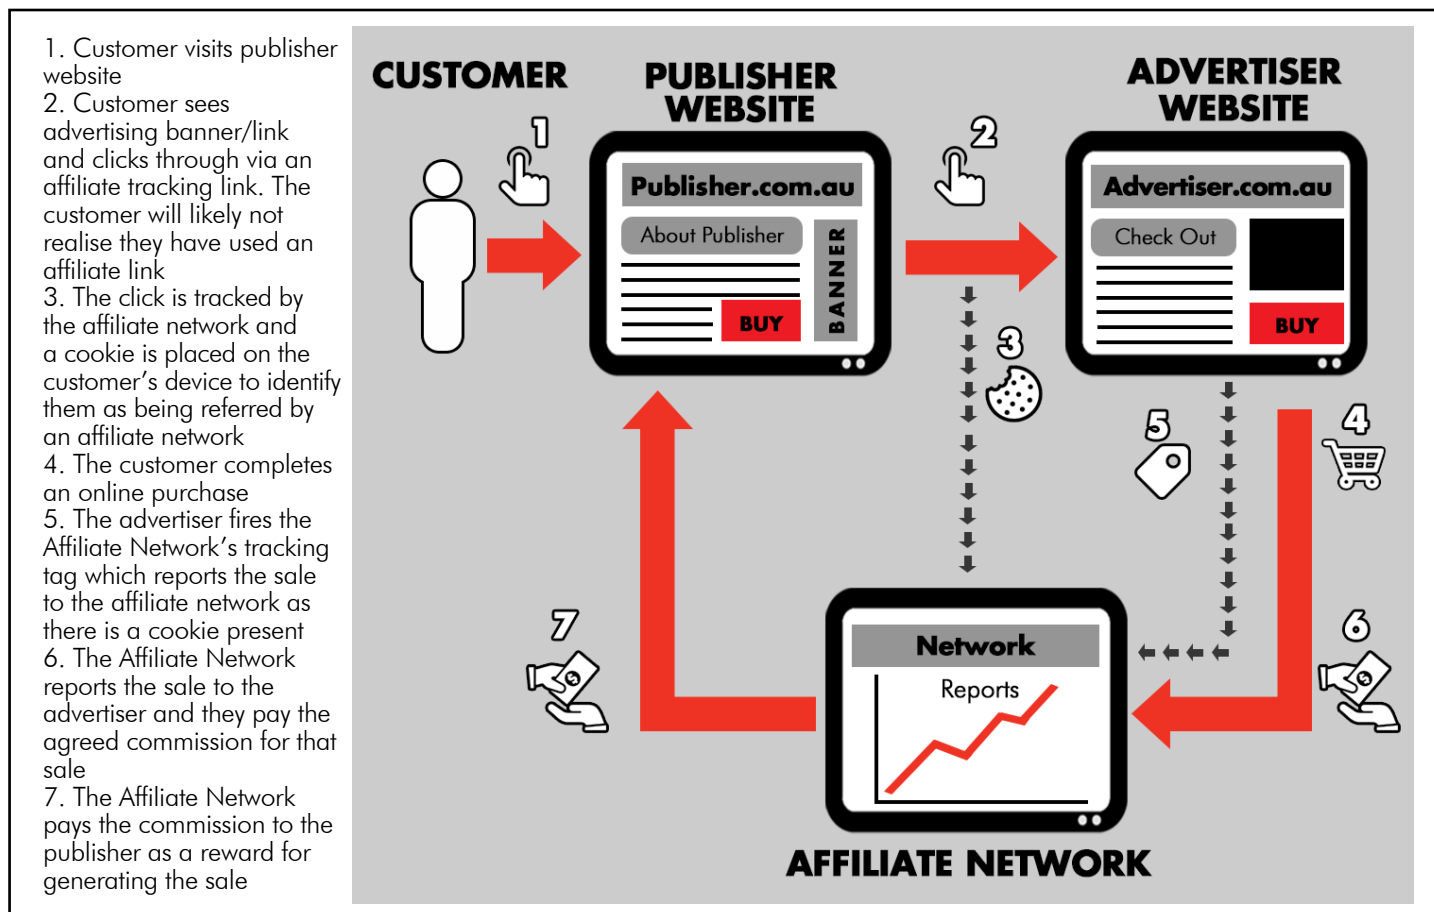 1. Customer visits publisher
website
2. Customer sees
advertising banner/link
and clicks through via an
affiliate tracking link. The
customer will likely not
realise they have used an
affiliate link
3. The click is tracked by
the affiliate network and
a cookie is placed on the
customer's device to identify
them as being referred by
an affiliate network
4. The customer completes
an online purchase
5. The advertiser fires the
Affiliate Network's tracking
tag which reports the sale
to the affiliate network as
there is a cookie present
6. The Affiliate Network
reports the sale to the
advertiser and they pay the
agreed commission for that
sale
7. The Affiliate Network
pays the commission to the
publisher as a reward for
generating the sale
CUSTOMER
PUBLISHER
WEBSITE
ADVERTISER
WEBSITE
1
2
Publisher.com.au
About Publisher
BANNER
BUY
Advertiser.com.au
Check Out
BUY
3
4
5
6
7
$
$
Network
Reports
AFFILIATE NETWORK